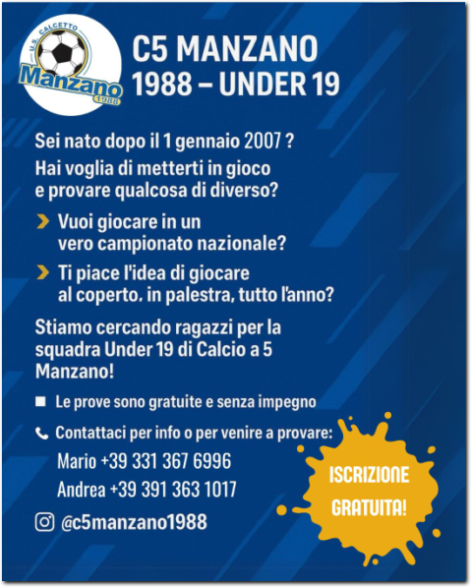 U.S. CALCETTO
Manzano
1988
C5 MANZANO
1988 – UNDER 19
Sei nato dopo il 1 gennaio 2007 ?
Hai voglia di metterti in gioco
e provare qualcosa di diverso?
Vuoi giocare in un
vero campionato nazionale?
Ti piace l'idea di giocare
al coperto. in palestra, tutto l'anno?
Stiamo cercando ragazzi per la
squadra Under 19 di Calcio a 5
Manzano!
Le prove sono gratuite e senza impegno
Contattaci per info o per venire a provare:
Mario +39 331 367 6996
Andrea +39 391 363 1017
@c5manzano1988
ISCRIZIONE
GRATUITA!